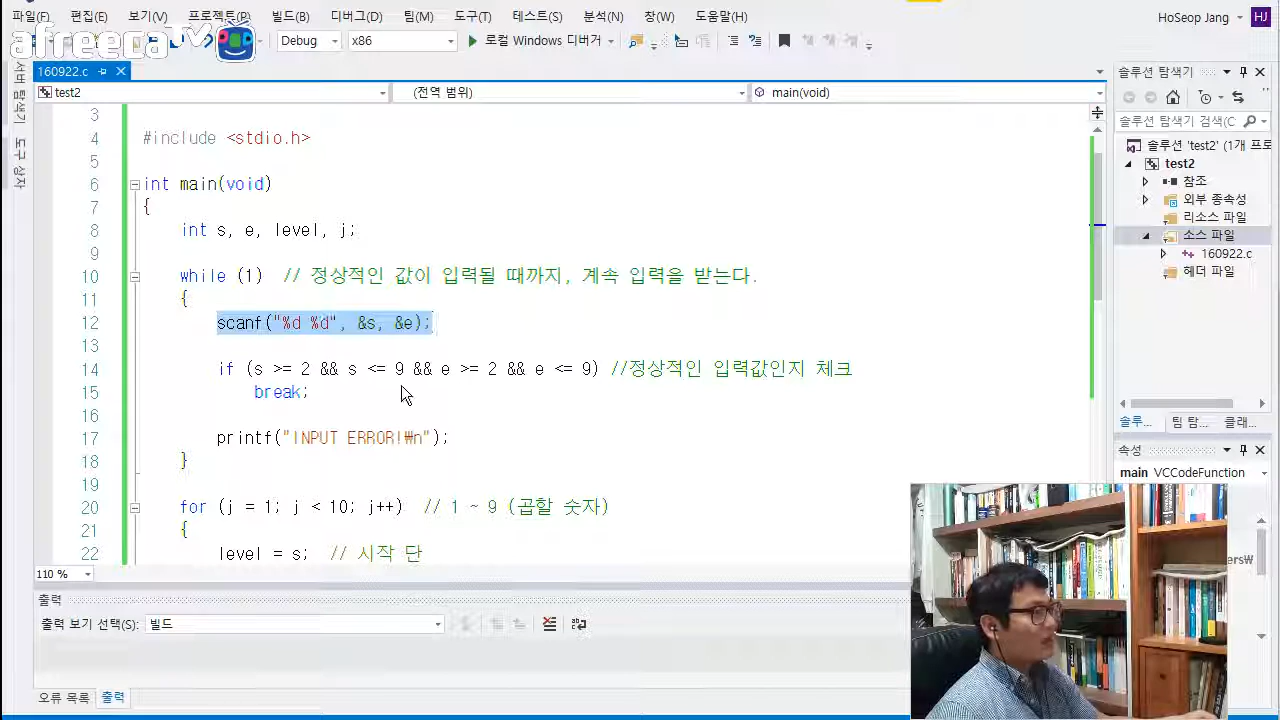 파일(F) 편집(E) 보기(V) 프로젝트(P) 빌드(B) 디버그(D) 팀(M) 도구(T) 테스트(S) 분석(N) 창(W) 도움말(H) HoSeop Jang HJ
afreecaTV
Debug x86 로컬 Windows 디버거
160922.c
test2 (전역 범위) main(void)
서버 탐색기
도구 상자
3
4 #include <stdio.h>
5
6 int main(void)
7 {
8 int s, e, level, j;
9
10 while (1) // 정상적인 값이 입력될 때까지, 계속 입력을 받는다.
11 {
12 scanf("%d %d", &s, &e);
13
14 if (s >= 2 && s <= 9 && e >= 2 && e <= 9) //정상적인 입력값인지 체크
15 break;
16
17 printf("INPUT ERROR!₩n");
18 }
19
20 for (j = 1; j < 10; j++) // 1 ~ 9 (곱할 숫자)
21 {
22 level = s; // 시작 단
110 %
출력
출력 보기 선택(S): 빌드
오류 목록 출력
솔루션 탐색기
솔루션 탐색기 검색(C
솔루션 'test2' (1개 프로
test2
참조
외부 종속성
리소스 파일
소스 파일
160922.c
헤더 파일
솔루... 팀 탐... 클래...
속성
main VCCodeFunction
ers₩